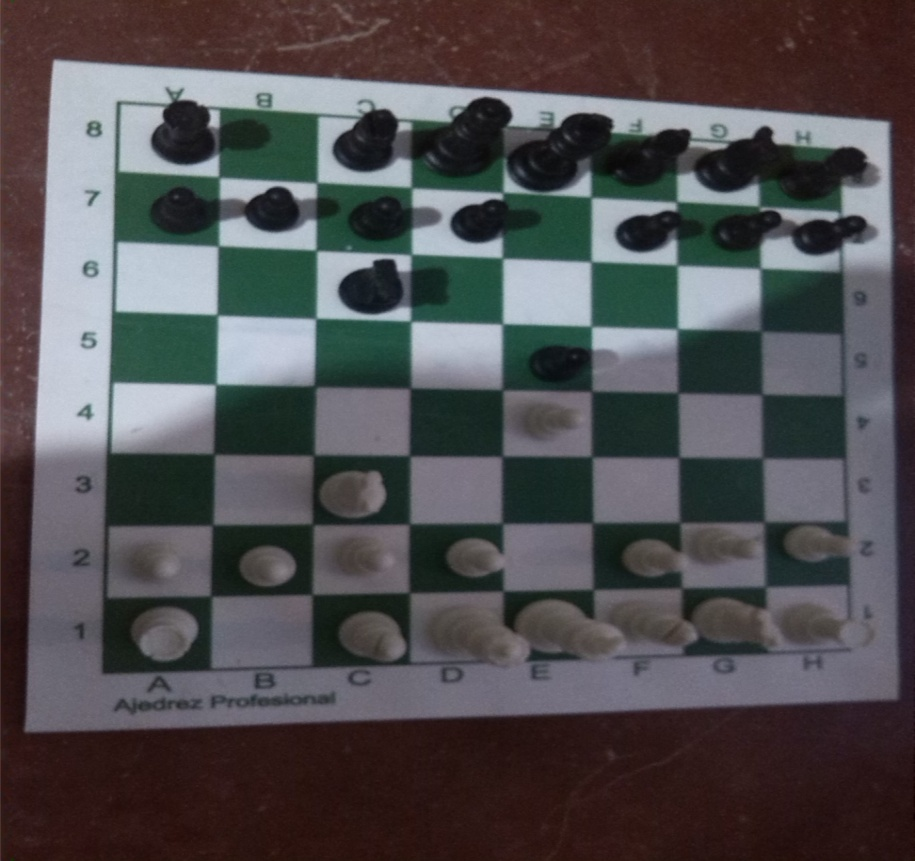 A B C D E F G H
8
7
6 6
5 5
4 4
3 3
2 2
1 1
A B C D E F G H
Ajedrez Profesional